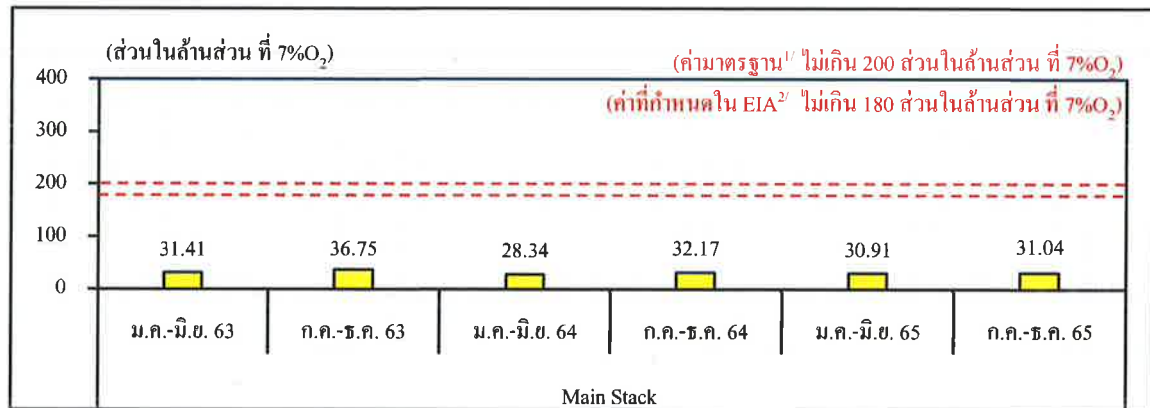 (ส่วนในล้านส่วน ที่ 7%O₂)
(ค่ามาตรฐาน¹/ ไม่เกิน 200 ส่วนในล้านส่วน ที่ 7%O₂)
(ค่าที่กำหนดใน EIA²/ ไม่เกิน 180 ส่วนในล้านส่วน ที่ 7%O₂)
400
300
200
100
0
31.41 36.75 28.34 32.17 30.91 31.04
ม.ค.-มิ.ย. 63 ก.ค.-ธ.ค. 63 ม.ค.-มิ.ย. 64 ก.ค.-ธ.ค. 64 ม.ค.-มิ.ย. 65 ก.ค.-ธ.ค. 65
Main Stack